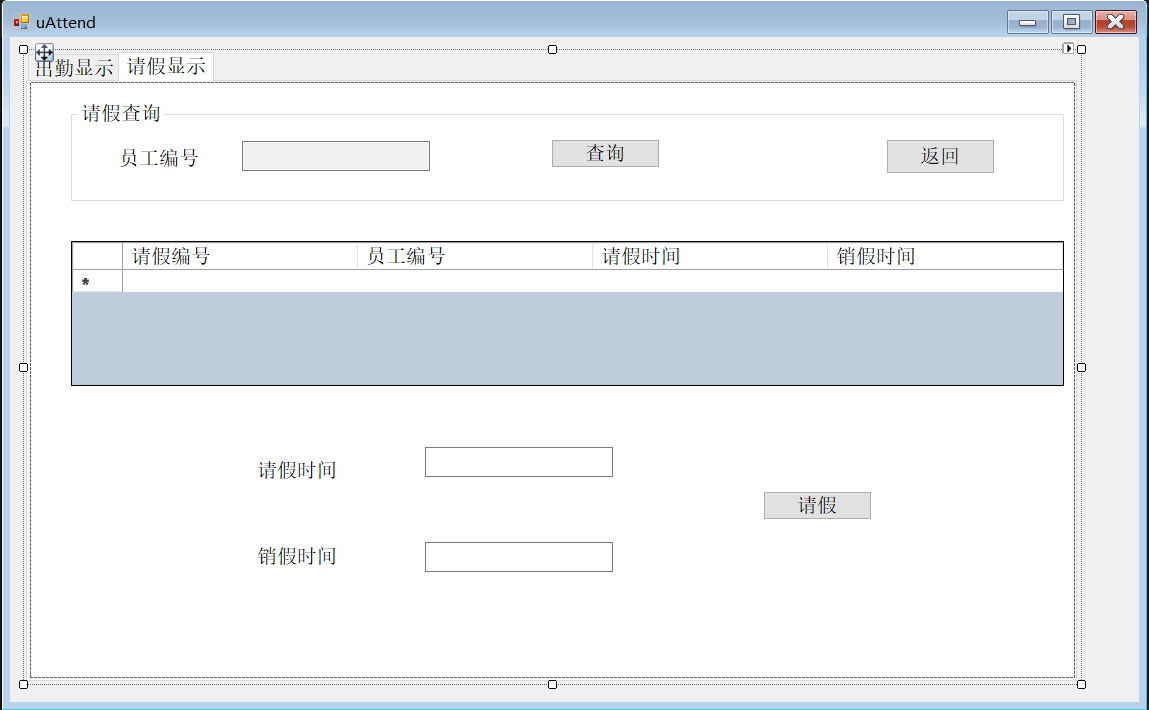 uAttend
出勤显示 请假显示
请假查询
员工编号 查询 返回
请假编号 员工编号 请假时间 销假时间
*
请假时间
请假
销假时间